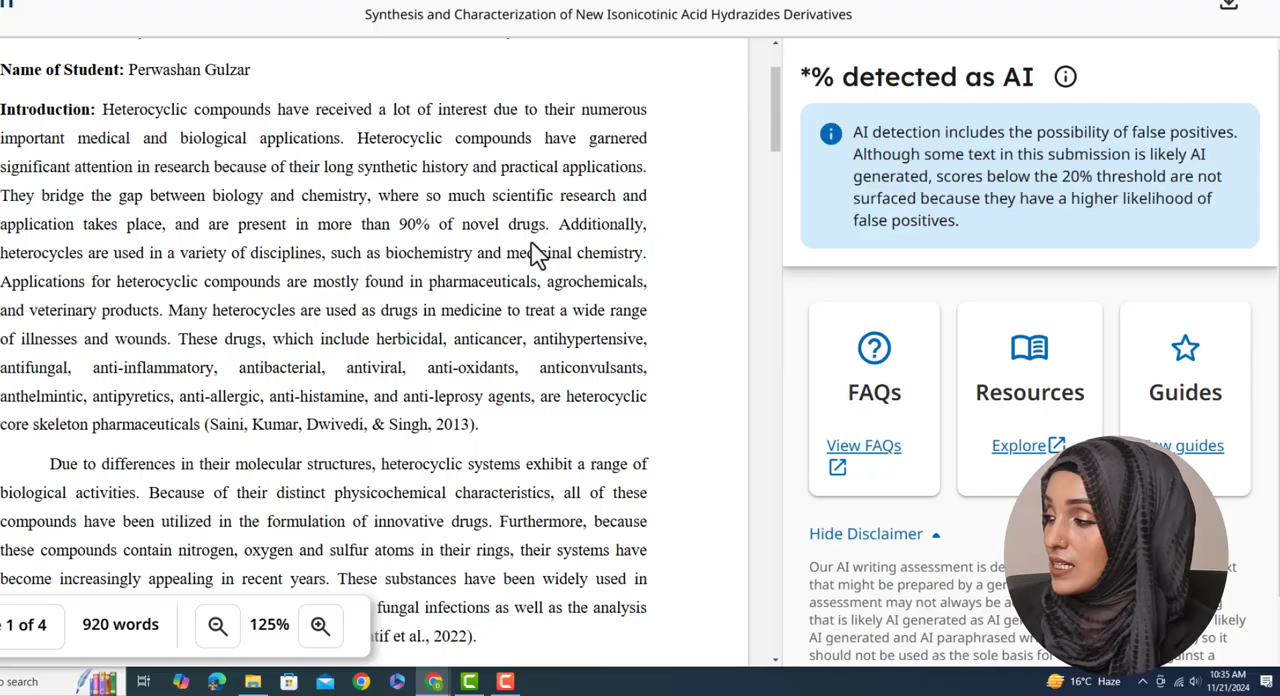 Synthesis and Characterization of New Isonicotinic Acid Hydrazides Derivatives
Name of Student: Perwashan Gulzar
Introduction: Heterocyclic compounds have received a lot of interest due to their numerous
important medical and biological applications. Heterocyclic compounds have garnered
significant attention in research because of their long synthetic history and practical applications.
They bridge the gap between biology and chemistry, where so much scientific research and
application takes place, and are present in more than 90% of novel drugs. Additionally,
heterocycles are used in a variety of disciplines, such as biochemistry and medicinal chemistry.
Applications for heterocyclic compounds are mostly found in pharmaceuticals, agrochemicals,
and veterinary products. Many heterocycles are used as drugs in medicine to treat a wide range
of illnesses and wounds. These drugs, which include herbicidal, anticancer, antihypertensive,
antifungal, anti-inflammatory, antibacterial, antiviral, anti-oxidants, anticonvulsants,
anthelmintic, antipyretics, anti-allergic, anti-histamine, and anti-leprosy agents, are heterocyclic
core skeleton pharmaceuticals (Saini, Kumar, Dwivedi, & Singh, 2013).
Due to differences in their molecular structures, heterocyclic systems exhibit a range of
biological activities. Because of their distinct physicochemical characteristics, all of these
compounds have been utilized in the formulation of innovative drugs. Furthermore, because
these compounds contain nitrogen, oxygen and sulfur atoms in their rings, their systems have
become increasingly appealing in recent years. These substances have been widely used in
fungal infections as well as the analysis
et al., 2022).
1 of 4 920 words 125%
*% detected as AI
AI detection includes the possibility of false positives.
Although some text in this submission is likely AI
generated, scores below the 20% threshold are not
surfaced because they have a higher likelihood of
false positives.
FAQs
View FAQs
Resources
Explore
Guides
guides
Hide Disclaimer
Our AI writing assessment is
that might be prepared by a
assessment may not always be
that is likely AI generated as AI likely
AI generated and AI paraphrased so it
should not be used as the sole basis a
search
16°C Haze
10:35 AM
11/21/2024